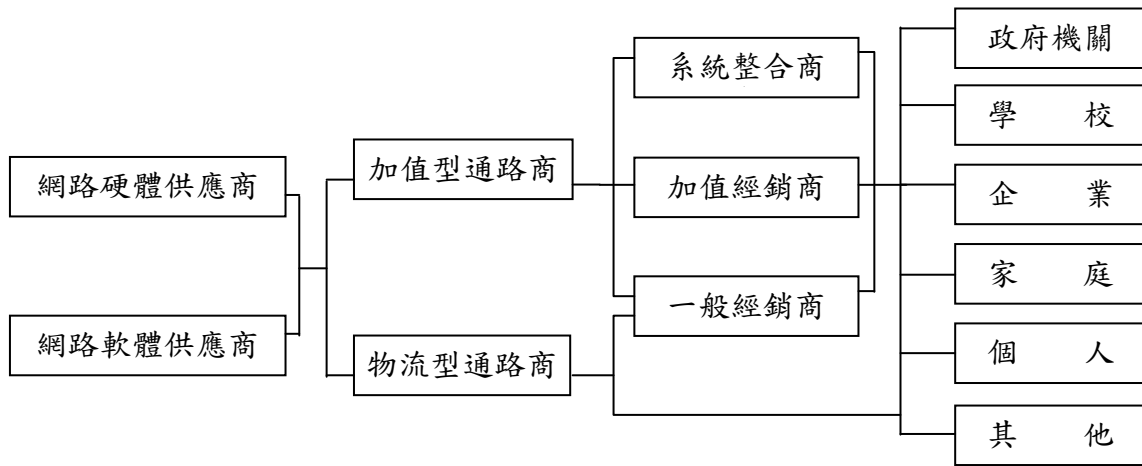 網路硬體供應商
網路軟體供應商
加值型通路商
物流型通路商
系統整合商
加值經銷商
一般經銷商
政府機關
學校
企業
家庭
個人
其他